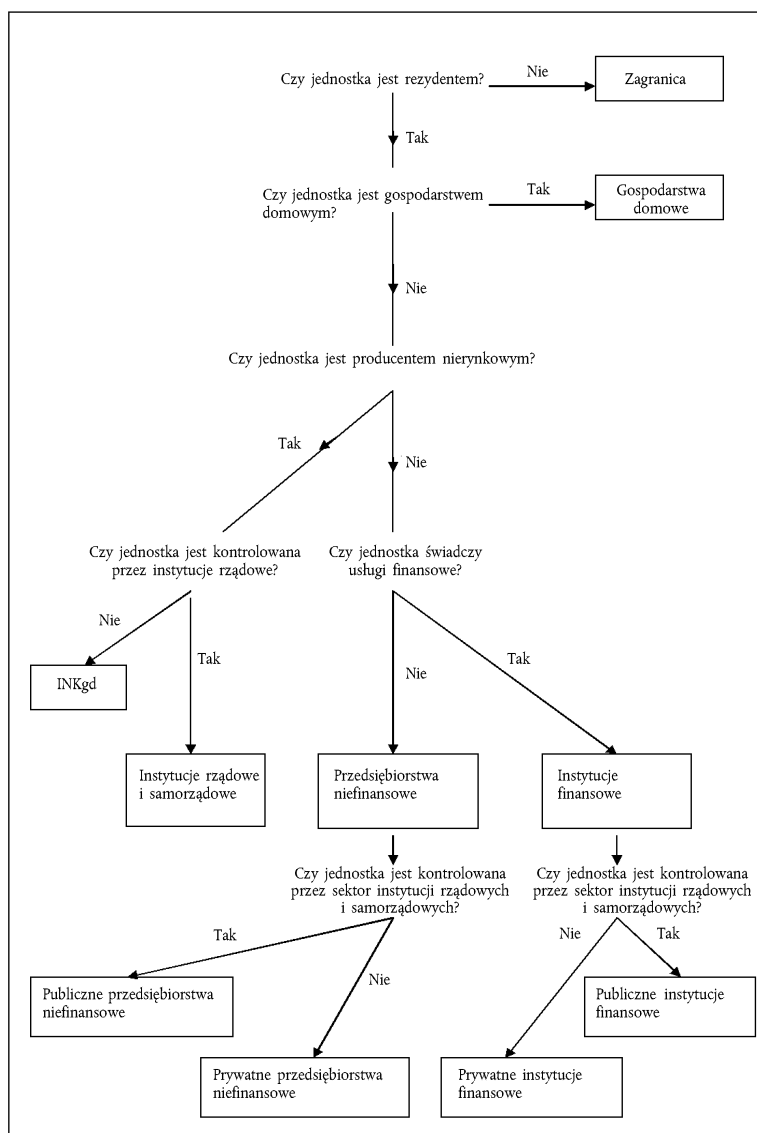 Czy jednostka jest rezydentem?
Nie
Zagranica
Tak
Czy jednostka jest gospodarstwem
domowym?
Tak
Gospodarstwa
domowe
Nie
Czy jednostka jest producentem nierynkowym?
Tak
Nie
Czy jednostka jest kontrolowana
przez instytucje rządowe?
Czy jednostka świadczy
usługi finansowe?
Nie
INKgd
Tak
Nie
Tak
Instytucje rządowe
i samorządowe
Przedsiębiorstwa
niefinansowe
Instytucje
finansowe
Czy jednostka jest kontrolowana
przez sektor instytucji rządowych
i samorządowych?
Czy jednostka jest kontrolowana
przez sektor instytucji rządowych
i samorządowych?
Tak
Nie
Nie
Tak
Publiczne przedsiębiorstwa
niefinansowe
Publiczne instytucje
finansowe
Prywatne przedsiębiorstwa
niefinansowe
Prywatne instytucje
finansowe